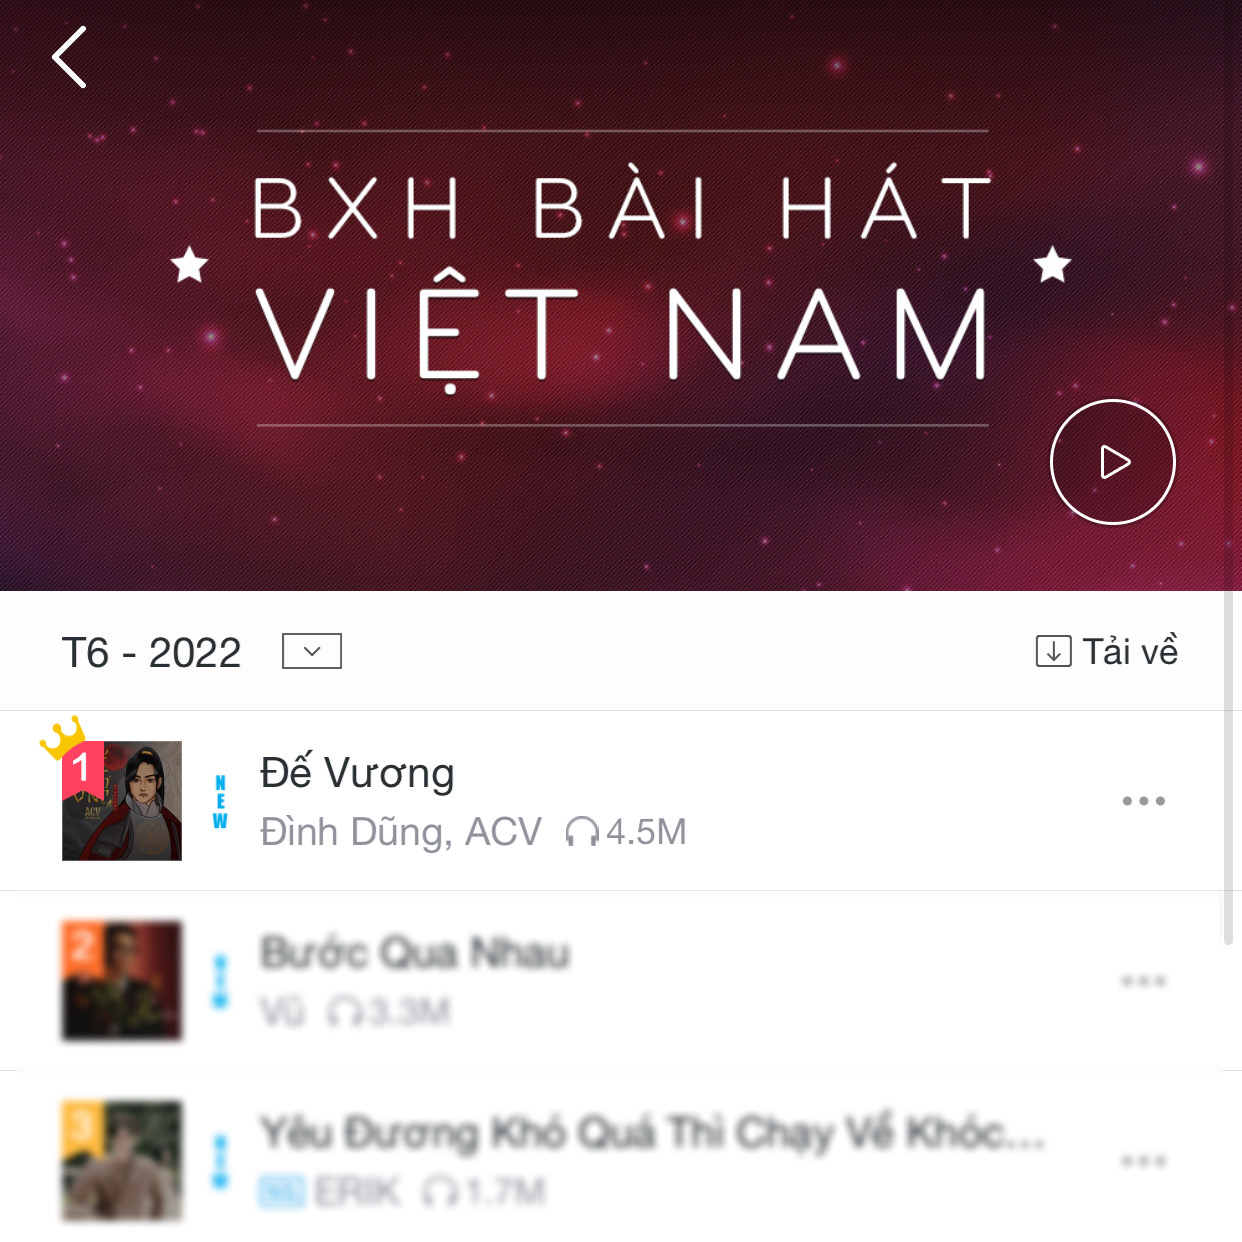 BXH BÀI HÁT
VIỆT NAM
T6 - 2022
Tải về
1
ACV
NEW
Đế Vương
Đình Dũng, ACV 4.5M
2
Bước Qua Nhau
Vũ 3.3M
3
Yêu Đương Khó Quá Thì Chạy Về Khóc...
ERIK 1.7M